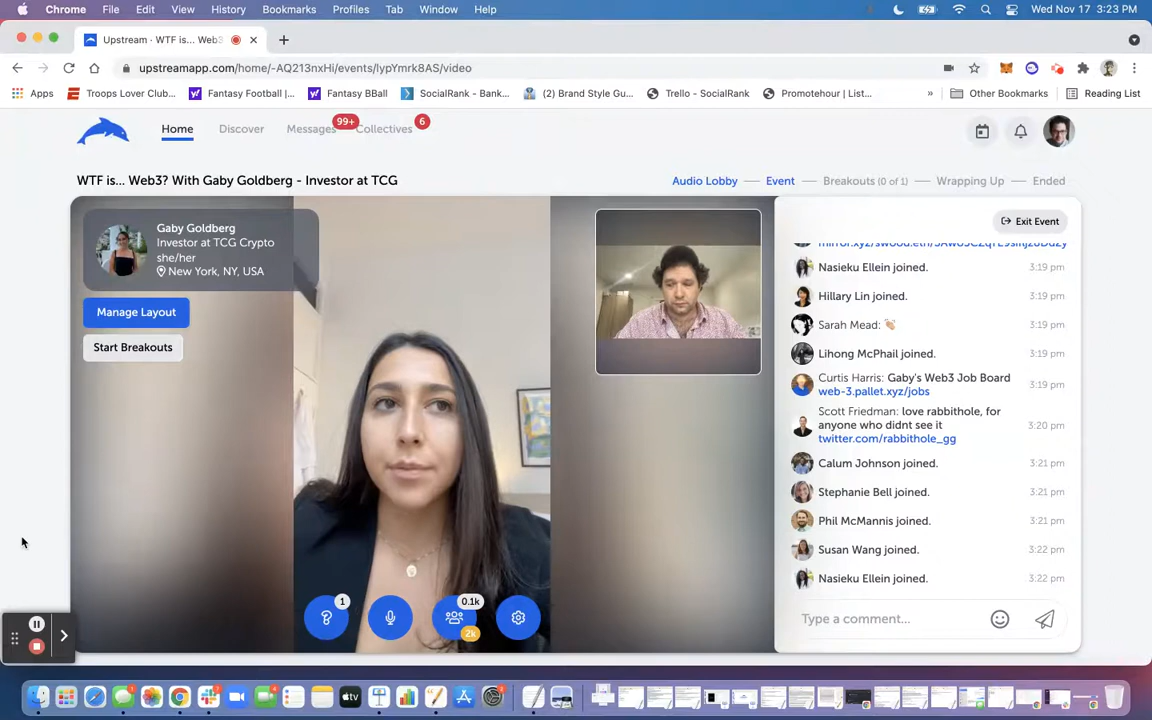 Chrome File Edit View History Bookmarks Profiles Tab Window Help Wed Nov 17 3:23 PM
Upstream · WTF is... Web3
upstreamapp.com/home/-AQ213nxHi/events/lypYmrk8AS/video
Apps Troops Lover Club... Fantasy Football |... Fantasy BBall SocialRank - Bank... (2) Brand Style Gu... Trello - SocialRank Promotehour | List... » Other Bookmarks Reading List
Home Discover Messages 99+ Collectives 6
WTF is... Web3? With Gaby Goldberg - Investor at TCG
Audio Lobby — Event — Breakouts (0 of 1) — Wrapping Up — Ended
Gaby Goldberg
Investor at TCG Crypto
she/her
New York, NY, USA
Manage Layout
Start Breakouts
1
0.1k
2k
Exit Event
Nasieku Ellein joined. 3:19 pm
Hillary Lin joined. 3:19 pm
Sarah Mead: 👏🏼 3:19 pm
Lihong McPhail joined. 3:19 pm
Curtis Harris: Gaby's Web3 Job Board 3:19 pm
web-3.pallet.xyz/jobs
Scott Friedman: love rabbithole, for
anyone who didnt see it 3:20 pm
twitter.com/rabbithole_gg
Calum Johnson joined. 3:21 pm
Stephanie Bell joined. 3:21 pm
Phil McMannis joined. 3:21 pm
Susan Wang joined. 3:22 pm
Nasieku Ellein joined. 3:22 pm
Type a comment...